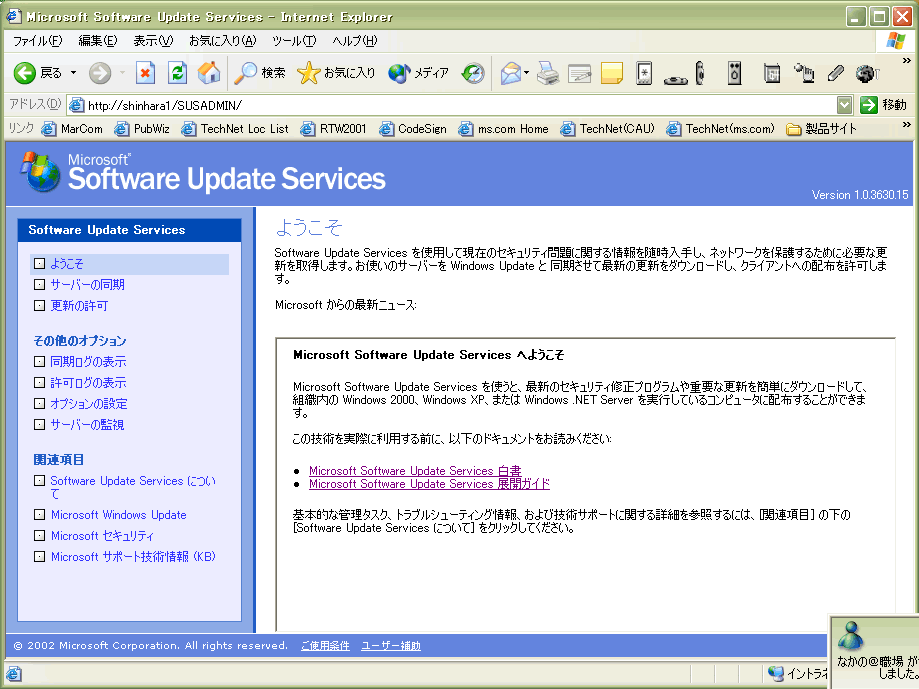 Microsoft Software Update Services - Internet Explorer
ファイル(F) 編集(E) 表示(V) お気に入り(A) ツール(T) ヘルプ(H)
戻る 検索 お気に入り メディア
アドレス(D) http://shinhara1/SUSADMIN/ 移動
リンク MarCom PubWiz TechNet Loc List RTW2001 CodeSign ms.com Home TechNet(CAU) TechNet(ms.com) 製品サイト
Microsoft®
Software Update Services
Version 1.0.3630.15
Software Update Services
ようこそ
サーバーの同期
更新の許可
その他のオプション
同期ログの表示
許可ログの表示
オプションの設定
サーバーの監視
関連項目
Software Update Services につい
て
Microsoft Windows Update
Microsoft セキュリティ
Microsoft サポート技術情報 (KB)
ようこそ
Software Update Services を使用して現在のセキュリティ問題に関する情報を随時入手し、ネットワークを保護するために必要な更
新を取得します。お使いのサーバーを Windows Update と 同期させて最新の更新をダウンロードし、クライアントへの配布を許可しま
す。
Microsoft からの最新ニュース:
Microsoft Software Update Services へようこそ
Microsoft Software Update Services を使うと、最新のセキュリティ修正プログラムや重要な更新を簡単にダウンロードして、
組織内の Windows 2000、Windows XP、または Windows .NET Server を実行しているコンピュータに配布することができま
す。
この技術を実際に利用する前に、以下のドキュメントをお読みください:
Microsoft Software Update Services 白書
Microsoft Software Update Services 展開ガイド
基本的な管理タスク、トラブルシューティング情報、および技術サポートに関する詳細を参照するには、[関連項目] の下の
[Software Update Services について] をクリックしてください。
© 2002 Microsoft Corporation. All rights reserved. ご使用条件 ユーザー補助
なかの@職場 が
しました。
イントラネ